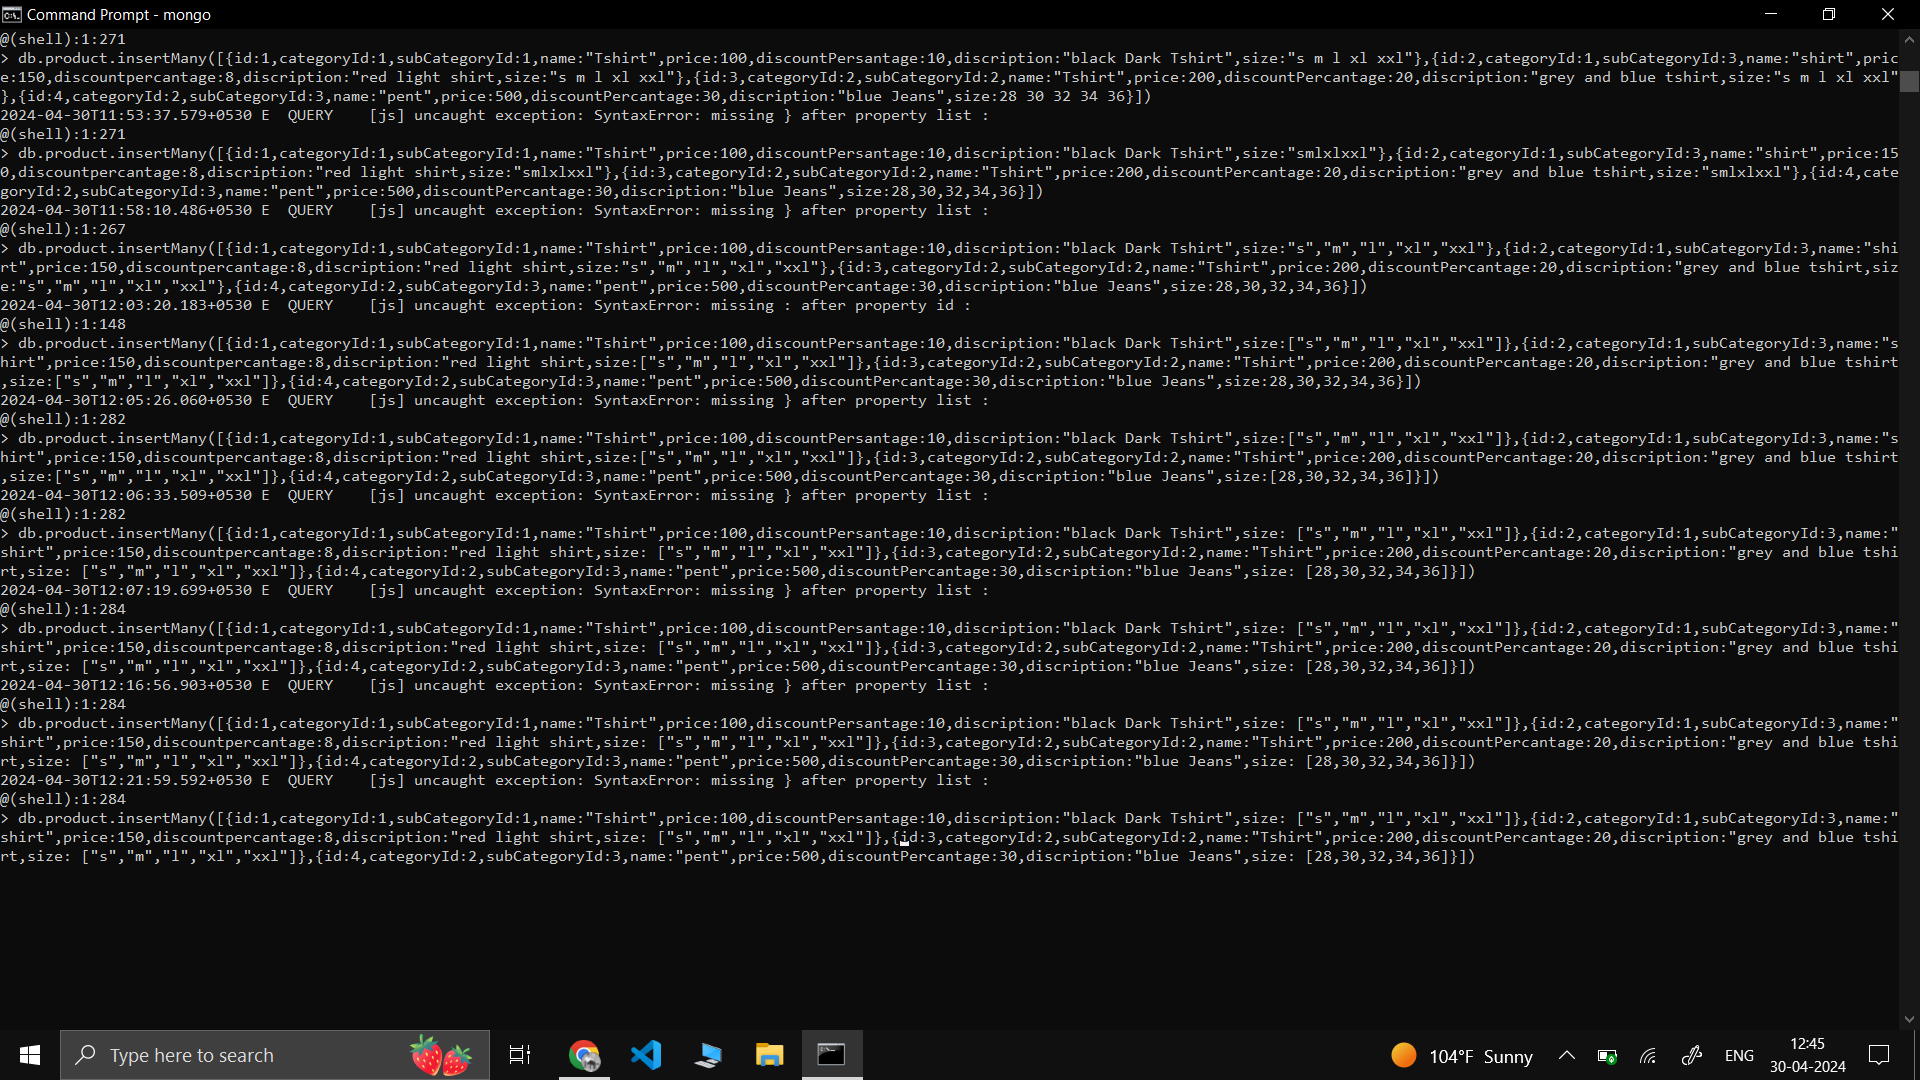 Command Prompt - mongo
@(shell):1:271
> db.product.insertMany([{id:1,categoryId:1,subCategoryId:1,name:"Tshirt",price:100,discountPersantage:10,discription:"black Dark Tshirt",size:"s m l xl xxl"},{id:2,categoryId:1,subCategoryId:3,name:"shirt",pric
e:150,discountpercantage:8,discription:"red light shirt,size:"s m l xl xxl"},{id:3,categoryId:2,subCategoryId:2,name:"Tshirt",price:200,discountPercantage:20,discription:"grey and blue tshirt,size:"s m l xl xxl"
},{id:4,categoryId:2,subCategoryId:3,name:"pent",price:500,discountPercantage:30,discription:"blue Jeans",size:28 30 32 34 36}])
2024-04-30T11:53:37.579+0530 E  QUERY    [js] uncaught exception: SyntaxError: missing } after property list :
@(shell):1:271
> db.product.insertMany([{id:1,categoryId:1,subCategoryId:1,name:"Tshirt",price:100,discountPersantage:10,discription:"black Dark Tshirt",size:"smlxlxxl"},{id:2,categoryId:1,subCategoryId:3,name:"shirt",price:15
0,discountpercantage:8,discription:"red light shirt,size:"smlxlxxl"},{id:3,categoryId:2,subCategoryId:2,name:"Tshirt",price:200,discountPercantage:20,discription:"grey and blue tshirt,size:"smlxlxxl"},{id:4,cate
goryId:2,subCategoryId:3,name:"pent",price:500,discountPercantage:30,discription:"blue Jeans",size:28,30,32,34,36}])
2024-04-30T11:58:10.486+0530 E  QUERY    [js] uncaught exception: SyntaxError: missing } after property list :
@(shell):1:267
> db.product.insertMany([{id:1,categoryId:1,subCategoryId:1,name:"Tshirt",price:100,discountPersantage:10,discription:"black Dark Tshirt",size:"s","m","l","xl","xxl"},{id:2,categoryId:1,subCategoryId:3,name:"shi
rt",price:150,discountpercantage:8,discription:"red light shirt,size:"s","m","l","xl","xxl"},{id:3,categoryId:2,subCategoryId:2,name:"Tshirt",price:200,discountPercantage:20,discription:"grey and blue tshirt,siz
e:"s","m","l","xl","xxl"},{id:4,categoryId:2,subCategoryId:3,name:"pent",price:500,discountPercantage:30,discription:"blue Jeans",size:28,30,32,34,36}])
2024-04-30T12:03:20.183+0530 E  QUERY    [js] uncaught exception: SyntaxError: missing : after property id :
@(shell):1:148
> db.product.insertMany([{id:1,categoryId:1,subCategoryId:1,name:"Tshirt",price:100,discountPersantage:10,discription:"black Dark Tshirt",size:["s","m","l","xl","xxl"]},{id:2,categoryId:1,subCategoryId:3,name:"s
hirt",price:150,discountpercantage:8,discription:"red light shirt,size:["s","m","l","xl","xxl"]},{id:3,categoryId:2,subCategoryId:2,name:"Tshirt",price:200,discountPercantage:20,discription:"grey and blue tshirt
,size:["s","m","l","xl","xxl"]},{id:4,categoryId:2,subCategoryId:3,name:"pent",price:500,discountPercantage:30,discription:"blue Jeans",size:28,30,32,34,36}])
2024-04-30T12:05:26.060+0530 E  QUERY    [js] uncaught exception: SyntaxError: missing } after property list :
@(shell):1:282
> db.product.insertMany([{id:1,categoryId:1,subCategoryId:1,name:"Tshirt",price:100,discountPersantage:10,discription:"black Dark Tshirt",size:["s","m","l","xl","xxl"]},{id:2,categoryId:1,subCategoryId:3,name:"s
hirt",price:150,discountpercantage:8,discription:"red light shirt,size:["s","m","l","xl","xxl"]},{id:3,categoryId:2,subCategoryId:2,name:"Tshirt",price:200,discountPercantage:20,discription:"grey and blue tshirt
,size:["s","m","l","xl","xxl"]},{id:4,categoryId:2,subCategoryId:3,name:"pent",price:500,discountPercantage:30,discription:"blue Jeans",size:[28,30,32,34,36]}])
2024-04-30T12:06:33.509+0530 E  QUERY    [js] uncaught exception: SyntaxError: missing } after property list :
@(shell):1:282
> db.product.insertMany([{id:1,categoryId:1,subCategoryId:1,name:"Tshirt",price:100,discountPersantage:10,discription:"black Dark Tshirt",size: ["s","m","l","xl","xxl"]},{id:2,categoryId:1,subCategoryId:3,name:"
shirt",price:150,discountpercantage:8,discription:"red light shirt,size: ["s","m","l","xl","xxl"]},{id:3,categoryId:2,subCategoryId:2,name:"Tshirt",price:200,discountPercantage:20,discription:"grey and blue tshi
rt,size: ["s","m","l","xl","xxl"]},{id:4,categoryId:2,subCategoryId:3,name:"pent",price:500,discountPercantage:30,discription:"blue Jeans",size: [28,30,32,34,36]}])
2024-04-30T12:07:19.699+0530 E  QUERY    [js] uncaught exception: SyntaxError: missing } after property list :
@(shell):1:284
> db.product.insertMany([{id:1,categoryId:1,subCategoryId:1,name:"Tshirt",price:100,discountPersantage:10,discription:"black Dark Tshirt",size: ["s","m","l","xl","xxl"]},{id:2,categoryId:1,subCategoryId:3,name:"
shirt",price:150,discountpercantage:8,discription:"red light shirt,size: ["s","m","l","xl","xxl"]},{id:3,categoryId:2,subCategoryId:2,name:"Tshirt",price:200,discountPercantage:20,discription:"grey and blue tshi
rt,size: ["s","m","l","xl","xxl"]},{id:4,categoryId:2,subCategoryId:3,name:"pent",price:500,discountPercantage:30,discription:"blue Jeans",size: [28,30,32,34,36]}])
2024-04-30T12:16:56.903+0530 E  QUERY    [js] uncaught exception: SyntaxError: missing } after property list :
@(shell):1:284
> db.product.insertMany([{id:1,categoryId:1,subCategoryId:1,name:"Tshirt",price:100,discountPersantage:10,discription:"black Dark Tshirt",size: ["s","m","l","xl","xxl"]},{id:2,categoryId:1,subCategoryId:3,name:"
shirt",price:150,discountpercantage:8,discription:"red light shirt,size: ["s","m","l","xl","xxl"]},{id:3,categoryId:2,subCategoryId:2,name:"Tshirt",price:200,discountPercantage:20,discription:"grey and blue tshi
rt,size: ["s","m","l","xl","xxl"]},{id:4,categoryId:2,subCategoryId:3,name:"pent",price:500,discountPercantage:30,discription:"blue Jeans",size: [28,30,32,34,36]}])
2024-04-30T12:21:59.592+0530 E  QUERY    [js] uncaught exception: SyntaxError: missing } after property list :
@(shell):1:284
> db.product.insertMany([{id:1,categoryId:1,subCategoryId:1,name:"Tshirt",price:100,discountPersantage:10,discription:"black Dark Tshirt",size: ["s","m","l","xl","xxl"]},{id:2,categoryId:1,subCategoryId:3,name:"
shirt",price:150,discountpercantage:8,discription:"red light shirt,size: ["s","m","l","xl","xxl"]},{id:3,categoryId:2,subCategoryId:2,name:"Tshirt",price:200,discountPercantage:20,discription:"grey and blue tshi
rt,size: ["s","m","l","xl","xxl"]},{id:4,categoryId:2,subCategoryId:3,name:"pent",price:500,discountPercantage:30,discription:"blue Jeans",size: [28,30,32,34,36]}])
Type here to search
104°F Sunny
ENG
12:45
30-04-2024